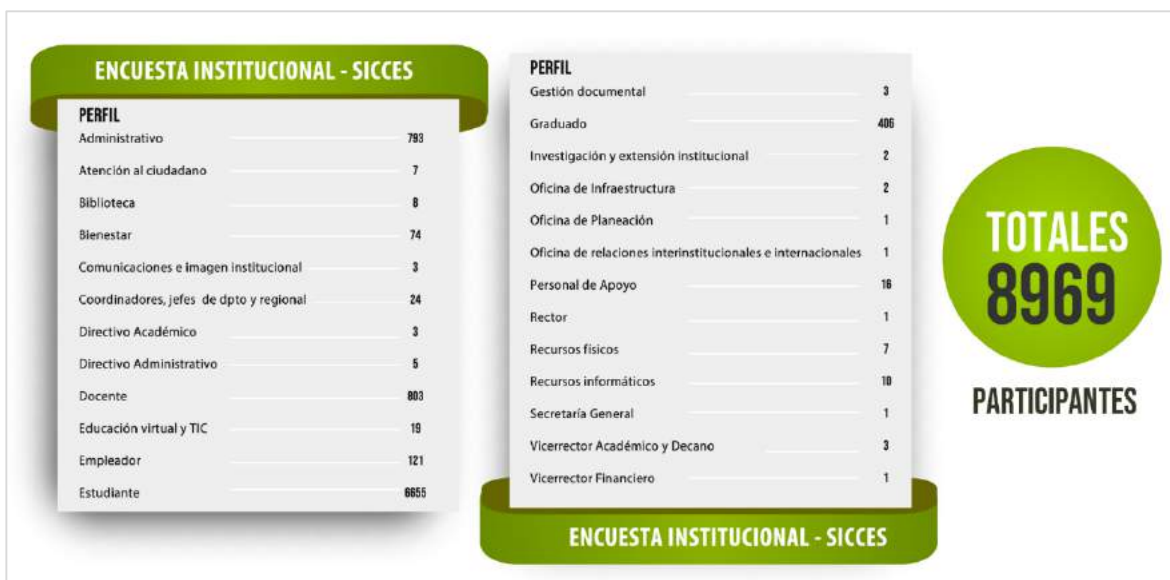 ENCUESTA INSTITUCIONAL - SICCES
PERFIL
Administrativo 793
Atención al ciudadano 7
Biblioteca 8
Bienestar 74
Comunicaciones e imagen institucional 3
Coordinadores, jefes de dpto y regional 24
Directivo Académico 3
Directivo Administrativo 5
Docente 803
Educación virtual y TIC 19
Empleador 121
Estudiante 6655
PERFIL
Gestión documental 3
Graduado 406
Investigación y extensión institucional 2
Oficina de Infraestructura 2
Oficina de Planeación 1
Oficina de relaciones interinstitucionales e internacionales 1
Personal de Apoyo 16
Rector 1
Recursos físicos 7
Recursos informáticos 10
Secretaría General 1
Vicerrector Académico y Decano 3
Vicerrector Financiero 1
ENCUESTA INSTITUCIONAL - SICCES
TOTALES
8969
PARTICIPANTES